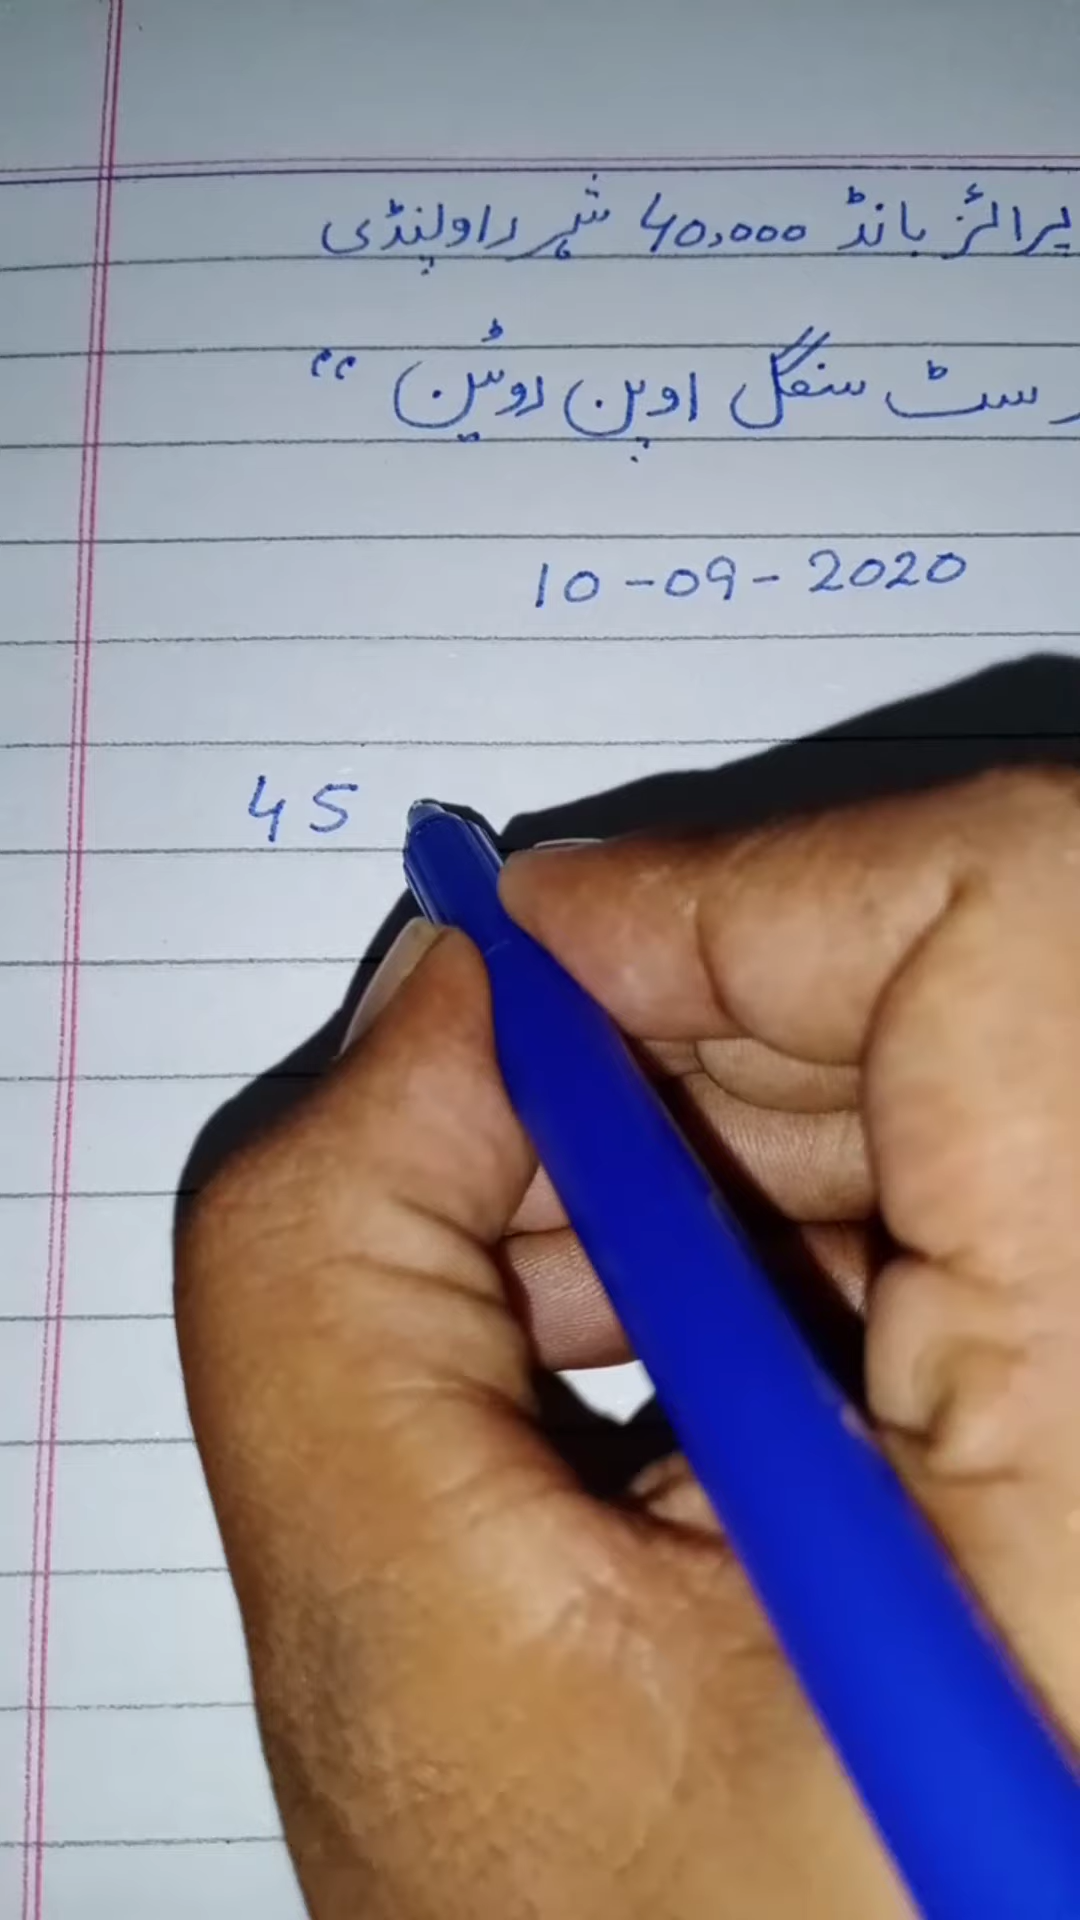 پرائز بانڈ 40,000 شہر راولپنڈی
سٹ سنگل اوپن روٹین “
10-09-2020
45